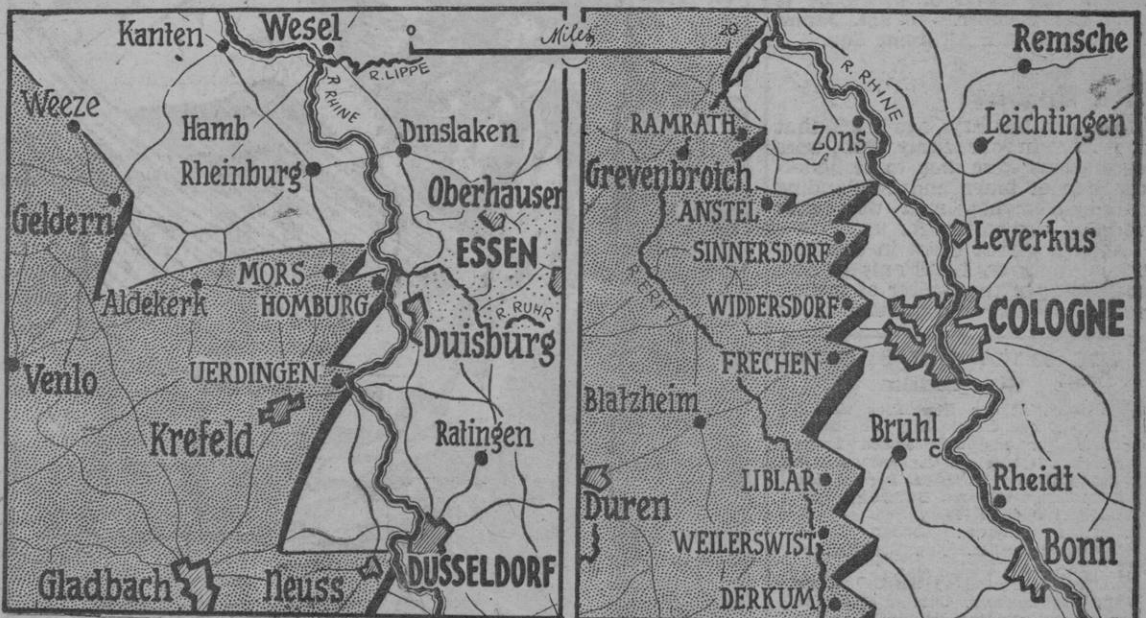 Kanten
Wesel
0
Miles
20
R. LIPPE
R. RHINE
Weeze
Hamb
Dinslaken
Rheinburg
Oberhausen
Geldern
ESSEN
MORS
Aldekerk
HOMBURG
R. RUHR
Duisburg
Venlo
UERDINGEN
Krefeld
Ratingen
Gladbach
Neuss
DUSSELDORF
Remsche
R. RHINE
RAMRATH
Zons
Leichtingen
Grevenbroich
ANSTEL
SINNERSDORF
Leverkus
R. ERFT
WIDDERSDORF
COLOGNE
FRECHEN
Blatzheim
Bruhl
LIBLAR
Rheidt
Duren
WEILERSWIST
Bonn
DERKUM